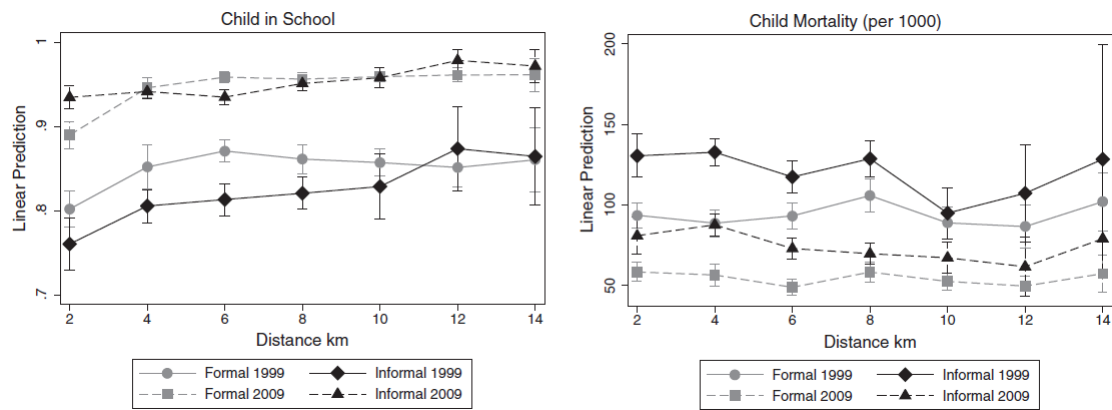 Child in School
Linear Prediction
1
.9
.8
.7
2 4 6 8 10 12 14
Distance km
Formal 1999 Informal 1999
Formal 2009 Informal 2009
Child Mortality (per 1000)
Linear Prediction
200
150
100
50
2 4 6 8 10 12 14
Distance km
Formal 1999 Informal 1999
Formal 2009 Informal 2009